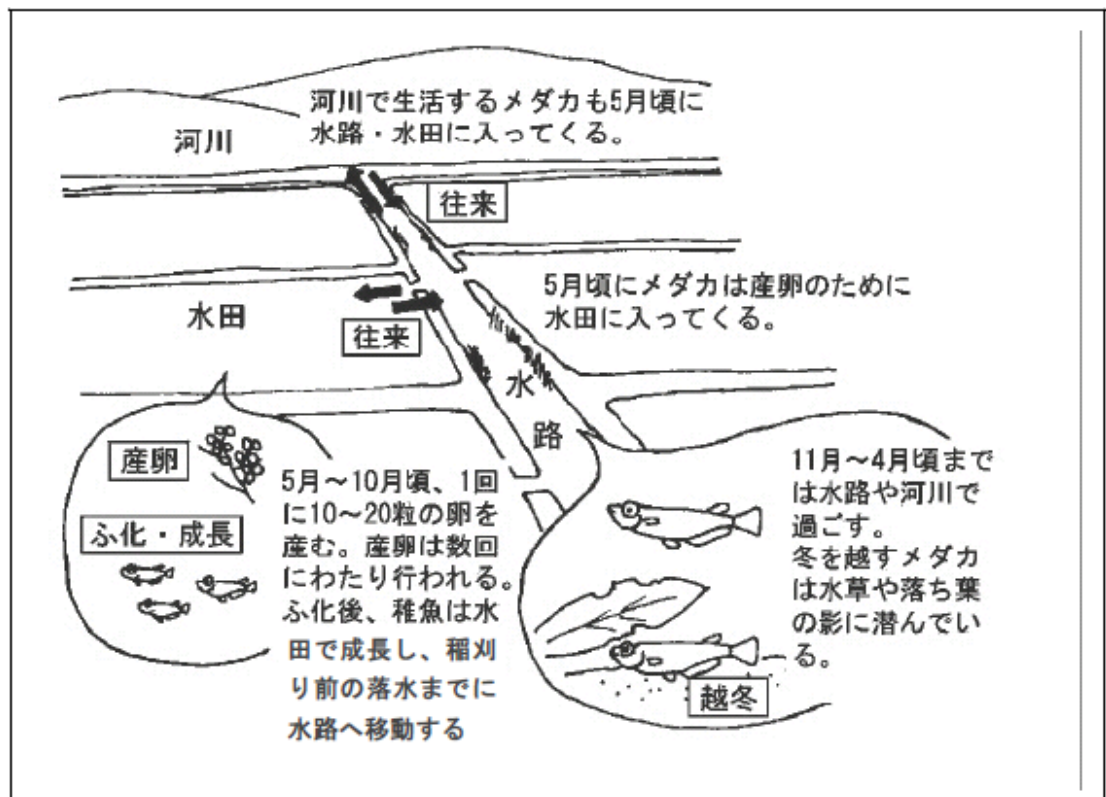 河川で生活するメダカも5月頃に
水路・水田に入ってくる。
河川
往来
5月頃にメダカは産卵のために
水田に入ってくる。
水田
往来
水
路
産卵
ふ化・成長
5月～10月頃、1回
に10～20粒の卵を
産む。産卵は数回
にわたり行われる。
ふ化後、稚魚は水
田で成長し、稲刈
り前の落水までに
水路へ移動する
11月～4月頃まで
は水路や河川で
過ごす。
冬を越すメダカ
は水草や落ち葉
の影に潜んでい
る。
越冬